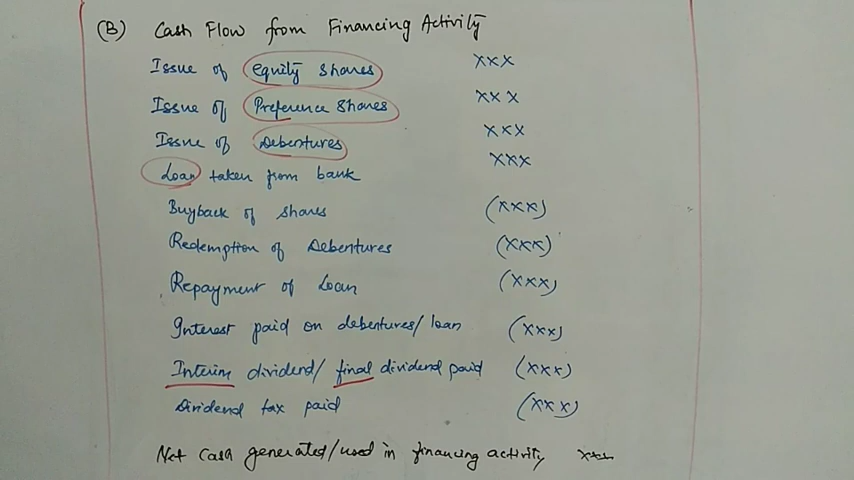 (B) Cash Flow from Financing Activity
Issue of equity shares xxx
Issue of Preference Shares xxx
Issue of Debentures xxx
Loan taken from bank xxx
Buyback of shares (xxx)
Redemption of Debentures (xxx)
Repayment of Loan (xxx)
Interest paid on debentures/loan (xxx)
Interim dividend/final dividend paid (xxx)
Dividend tax paid (xxx)
Net Cash generated/used in financing activity xxx